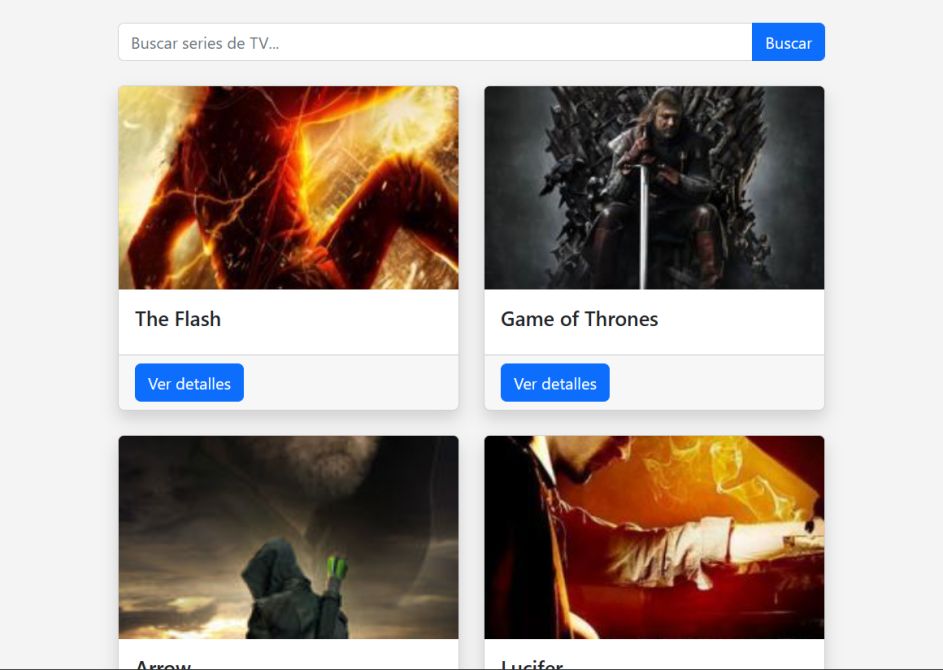 Buscar series de TV...
Buscar
The Flash
Game of Thrones
Ver detalles
Ver detalles
Arrow
Lucifer